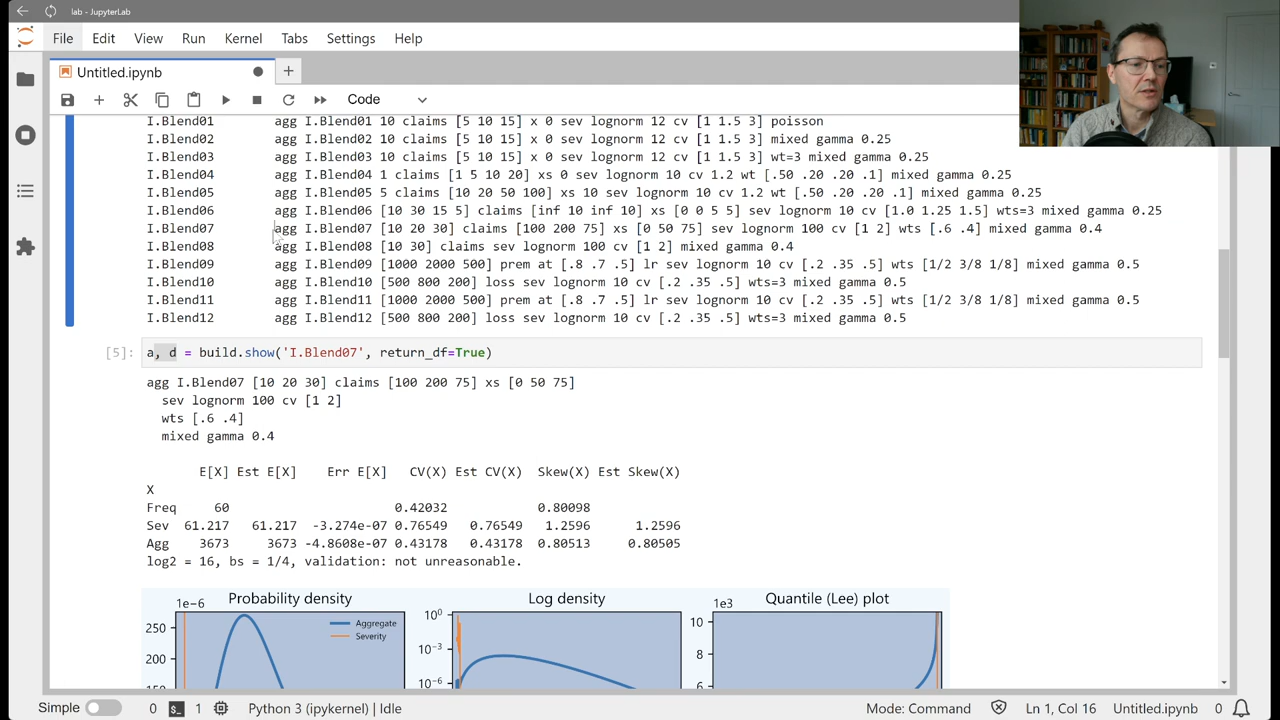 lab - JupyterLab
File Edit View Run Kernel Tabs Settings Help
Untitled.ipynb
Code
I.Blend01 agg I.Blend01 10 claims [5 10 15] x 0 sev lognorm 12 cv [1 1.5 3] poisson
I.Blend02 agg I.Blend02 10 claims [5 10 15] x 0 sev lognorm 12 cv [1 1.5 3] mixed gamma 0.25
I.Blend03 agg I.Blend03 10 claims [5 10 15] x 0 sev lognorm 12 cv [1 1.5 3] wt=3 mixed gamma 0.25
I.Blend04 agg I.Blend04 1 claims [1 5 10 20] xs 0 sev lognorm 10 cv 1.2 wt [.50 .20 .20 .1] mixed gamma 0.25
I.Blend05 agg I.Blend05 5 claims [10 20 50 100] xs 10 sev lognorm 10 cv 1.2 wt [.50 .20 .20 .1] mixed gamma 0.25
I.Blend06 agg I.Blend06 [10 30 15 5] claims [inf 10 inf 10] xs [0 0 5 5] sev lognorm 10 cv [1.0 1.25 1.5] wts=3 mixed gamma 0.25
I.Blend07 agg I.Blend07 [10 20 30] claims [100 200 75] xs [0 50 75] sev lognorm 100 cv [1 2] wts [.6 .4] mixed gamma 0.4
I.Blend08 agg I.Blend08 [10 30] claims sev lognorm 100 cv [1 2] mixed gamma 0.4
I.Blend09 agg I.Blend09 [1000 2000 500] prem at [.8 .7 .5] lr sev lognorm 10 cv [.2 .35 .5] wts [1/2 3/8 1/8] mixed gamma 0.5
I.Blend10 agg I.Blend10 [500 800 200] loss sev lognorm 10 cv [.2 .35 .5] wts=3 mixed gamma 0.5
I.Blend11 agg I.Blend11 [1000 2000 500] prem at [.8 .7 .5] lr sev lognorm 10 cv [.2 .35 .5] wts [1/2 3/8 1/8] mixed gamma 0.5
I.Blend12 agg I.Blend12 [500 800 200] loss sev lognorm 10 cv [.2 .35 .5] wts=3 mixed gamma 0.5
[5]: a, d = build.show('I.Blend07', return_df=True)
agg I.Blend07 [10 20 30] claims [100 200 75] xs [0 50 75]
sev lognorm 100 cv [1 2]
wts [.6 .4]
mixed gamma 0.4
E[X] Est E[X] Err E[X] CV(X) Est CV(X) Skew(X) Est Skew(X)
X
Freq 60 0.42032 0.80098
Sev 61.217 61.217 -3.274e-07 0.76549 0.76549 1.2596 1.2596
Agg 3673 3673 -4.8608e-07 0.43178 0.43178 0.80513 0.80505
log2 = 16, bs = 1/4, validation: not unreasonable.
Probability density Log density Quantile (Lee) plot
1e-6 1e3
250 Aggregate 10⁰ 10
Severity
200 10⁻³ 8
150 10⁻⁶ 6
Simple 0 1 Python 3 (ipykernel) | Idle Mode: Command Ln 1, Col 16 Untitled.ipynb 0